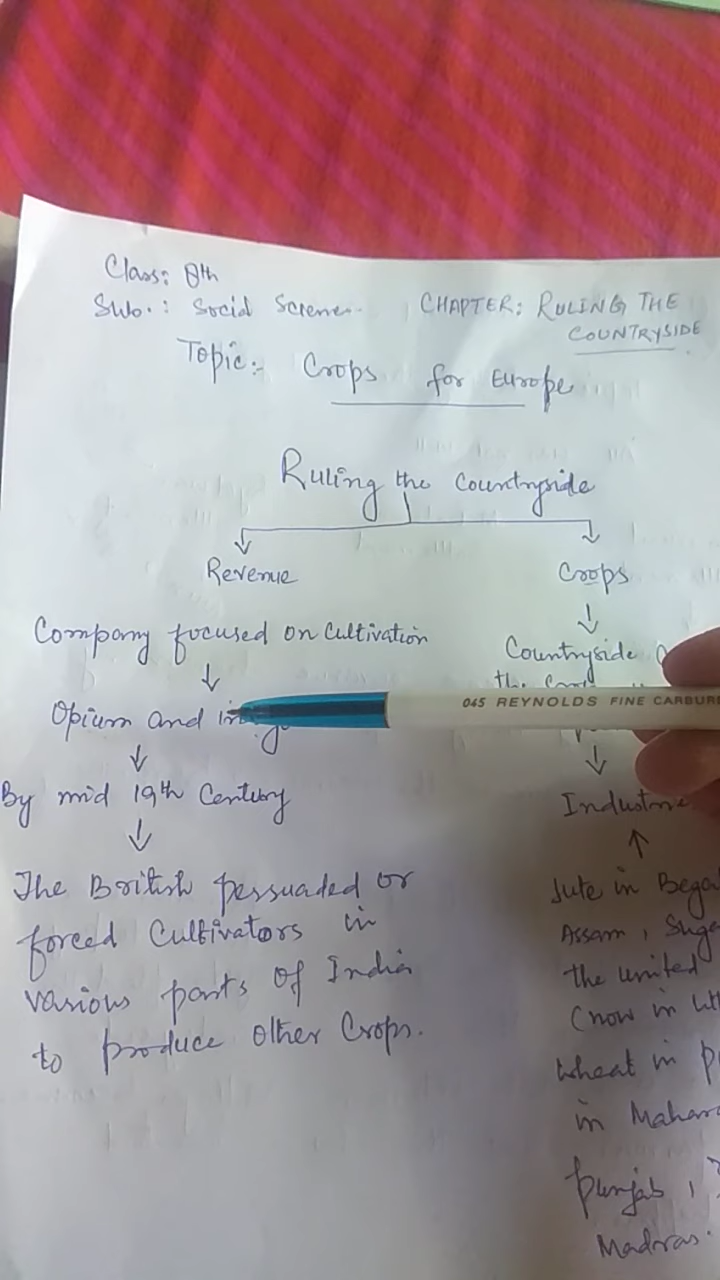 Class: 8th
Sub.: Social Science
CHAPTER: RULING THE
COUNTRYSIDE
Topic:- Crops for Europe
Ruling the Countryside
Revenue
Crops
Company focused on Cultivation
Opium and
By mid 19th Century
The British persuaded or
forced Cultivators in
various parts of India
to produce other Crops.
Countryside
the
045 REYNOLDS FINE CARBURE
Jute in
Assam,
the united
(now in
wheat in
in
Punjab,
Madras.